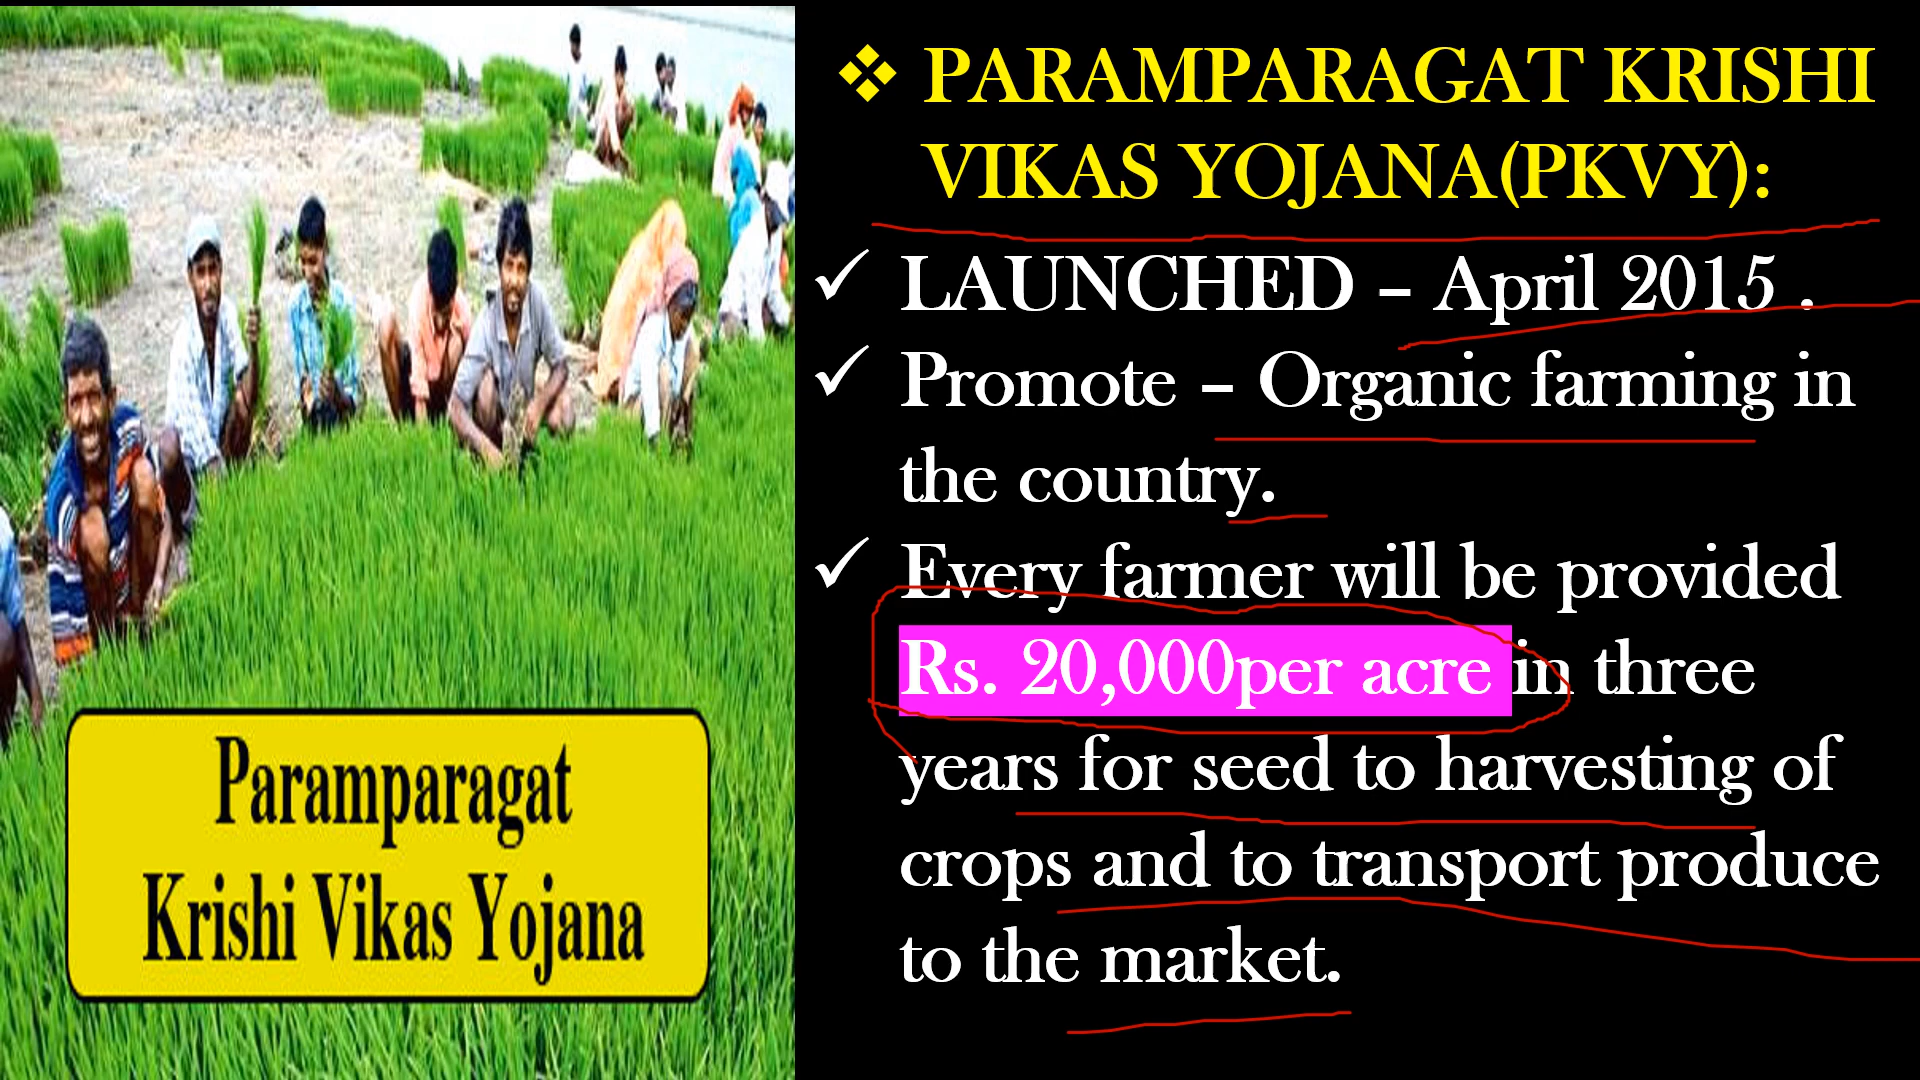 ❖ PARAMPARAGAT KRISHI
VIKAS YOJANA(PKVY):
✓ LAUNCHED – April 2015 .
✓ Promote – Organic farming in
the country.
✓ Every farmer will be provided
Rs. 20,000per acre in three
years for seed to harvesting of
crops and to transport produce
to the market.
Paramparagat
Krishi Vikas Yojana